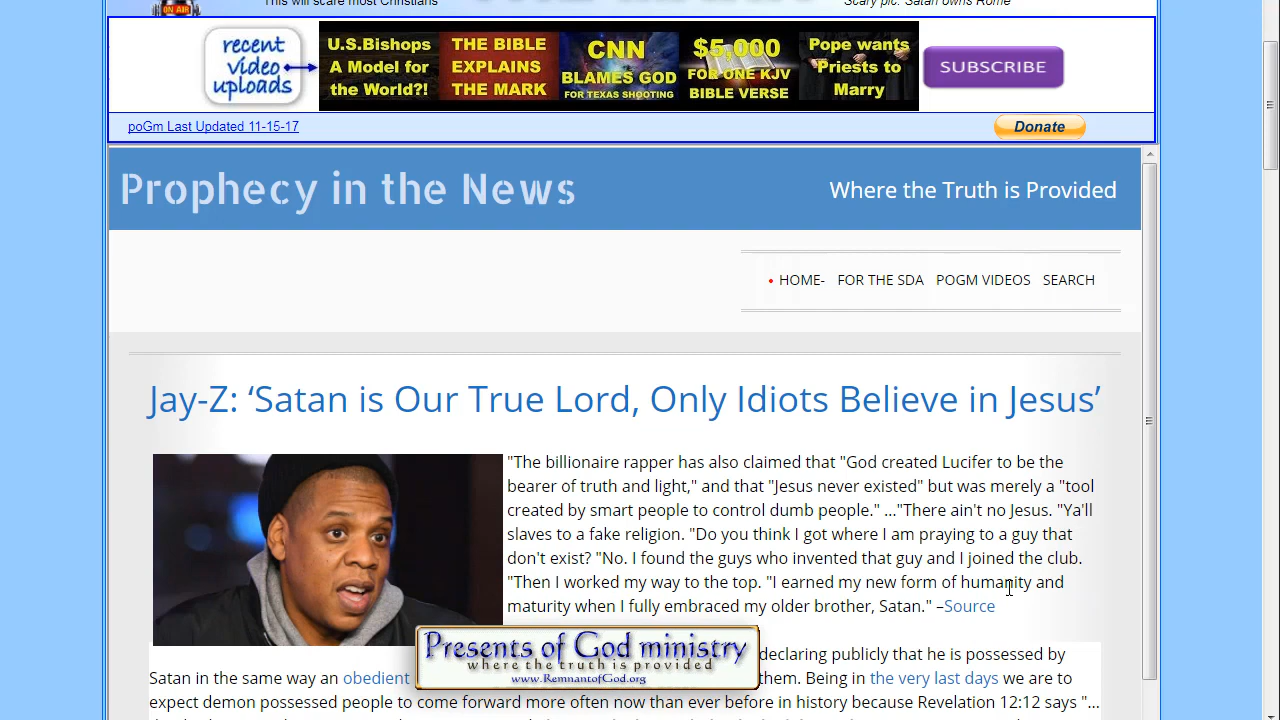 This will scare most Christians
Scary pic: Satan owns Rome
ON AIR
recent
video
uploads
U.S.Bishops
A Model for
the World?!
THE BIBLE
EXPLAINS
THE MARK
CNN
BLAMES GOD
FOR TEXAS SHOOTING
$5,000
FOR ONE KJV
BIBLE VERSE
Pope wants
Priests to
Marry
SUBSCRIBE
poGm Last Updated 11-15-17
Donate
Prophecy in the News
Where the Truth is Provided
HOME-
FOR THE SDA
POGM VIDEOS
SEARCH
Jay-Z: ‘Satan is Our True Lord, Only Idiots Believe in Jesus’
"The billionaire rapper has also claimed that "God created Lucifer to be the
bearer of truth and light," and that "Jesus never existed" but was merely a "tool
created by smart people to control dumb people." ..."There ain't no Jesus. "Ya'll
slaves to a fake religion. "Do you think I got where I am praying to a guy that
don't exist? "No. I found the guys who invented that guy and I joined the club.
"Then I worked my way to the top. "I earned my new form of humanity and
maturity when I fully embraced my older brother, Satan." –Source
declaring publicly that he is possessed by
Satan in the same way an obedient
them. Being in the very last days we are to
expect demon possessed people to come forward more often now than ever before in history because Revelation 12:12 says "...
Presents of God ministry
where the truth is provided
www.RemnantofGod.org